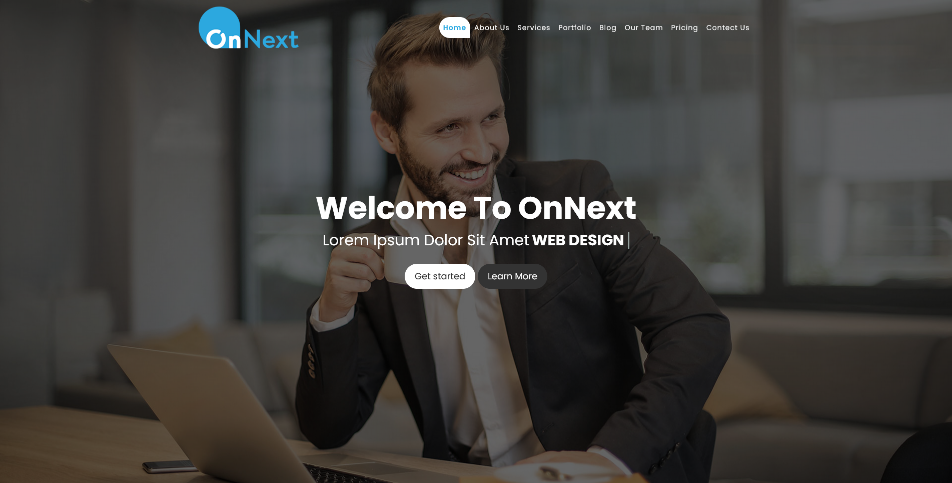 OnNext
Home About Us Services Portfolio Blog Our Team Pricing Contect Us
Welcome To OnNext
Lorem Ipsum Dolor Sit Amet WEB DESIGN |
Get started Learn More